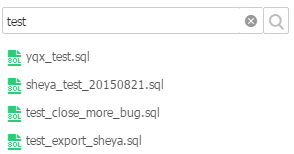 test
yqx_test.sql
sheya_test_20150821.sql
test_close_more_bug.sql
test_export_sheya.sql